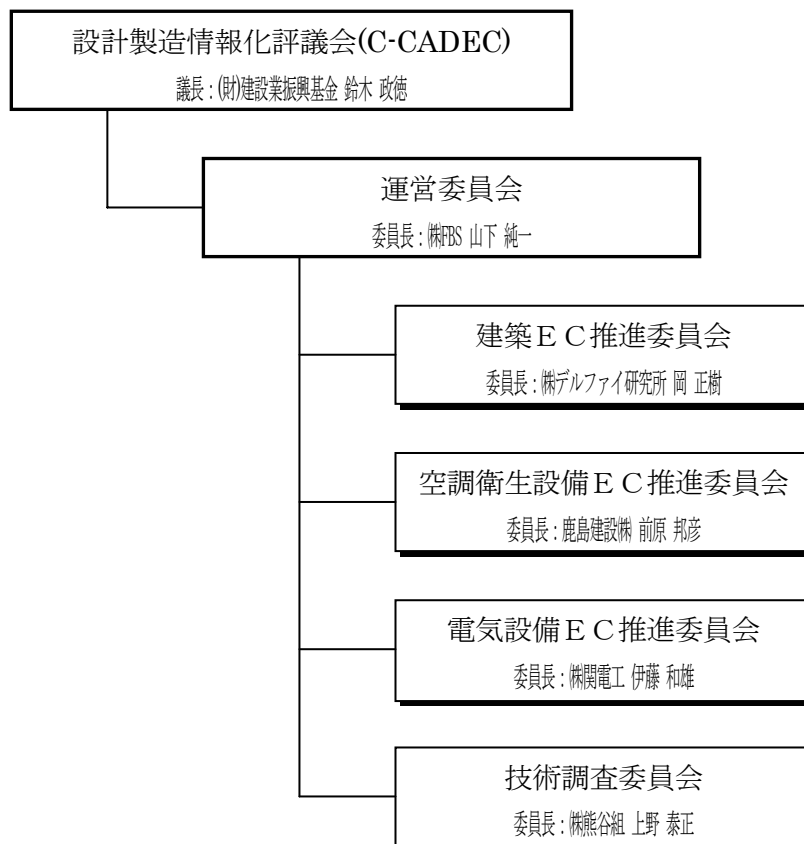 設計製造情報化評議会(C-CADEC)
議長：(財)建設業振興基金 鈴木 政徳
運営委員会
委員長：㈱FBS 山下 純一
建築ＥＣ推進委員会
委員長：㈱デルファイ研究所 岡 正樹
空調衛生設備ＥＣ推進委員会
委員長：鹿島建設㈱ 前原 邦彦
電気設備ＥＣ推進委員会
委員長：㈱関電工 伊藤 和雄
技術調査委員会
委員長：㈱熊谷組 上野 泰正